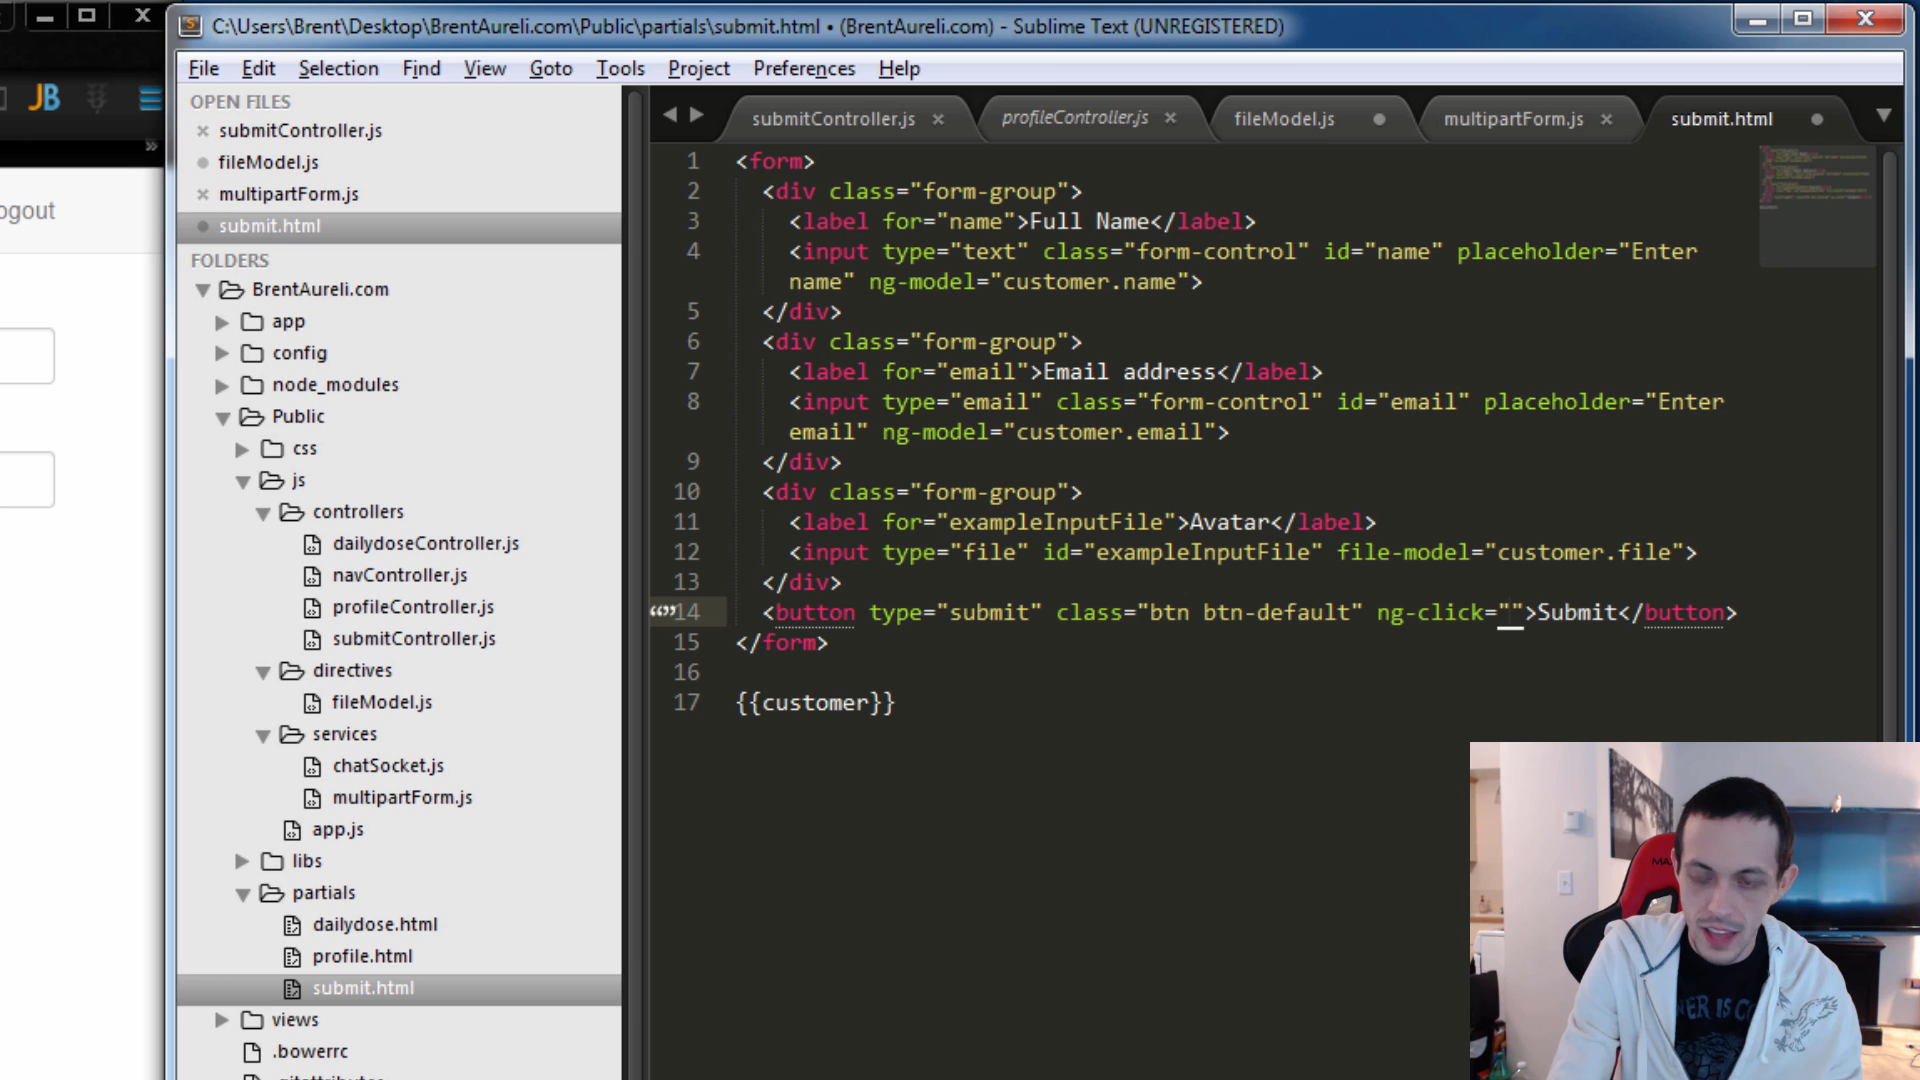 C:\Users\Brent\Desktop\BrentAureli.com\Public\partials\submit.html • (BrentAureli.com) - Sublime Text (UNREGISTERED)
File Edit Selection Find View Goto Tools Project Preferences Help
JB
»
ogout
OPEN FILES
submitController.js
fileModel.js
multipartForm.js
submit.html
FOLDERS
BrentAureli.com
app
config
node_modules
Public
css
js
controllers
dailydoseController.js
navController.js
profileController.js
submitController.js
directives
fileModel.js
services
chatSocket.js
multipartForm.js
app.js
libs
partials
dailydose.html
profile.html
submit.html
views
.bowerrc
.gitattributes
submitController.js profileController.js fileModel.js multipartForm.js submit.html
1 <form>
2 <div class="form-group">
3 <label for="name">Full Name</label>
4 <input type="text" class="form-control" id="name" placeholder="Enter
name" ng-model="customer.name">
5 </div>
6 <div class="form-group">
7 <label for="email">Email address</label>
8 <input type="email" class="form-control" id="email" placeholder="Enter
email" ng-model="customer.email">
9 </div>
10 <div class="form-group">
11 <label for="exampleInputFile">Avatar</label>
12 <input type="file" id="exampleInputFile" file-model="customer.file">
13 </div>
14 <button type="submit" class="btn btn-default" ng-click="">Submit</button>
15 </form>
16
17 {{customer}}